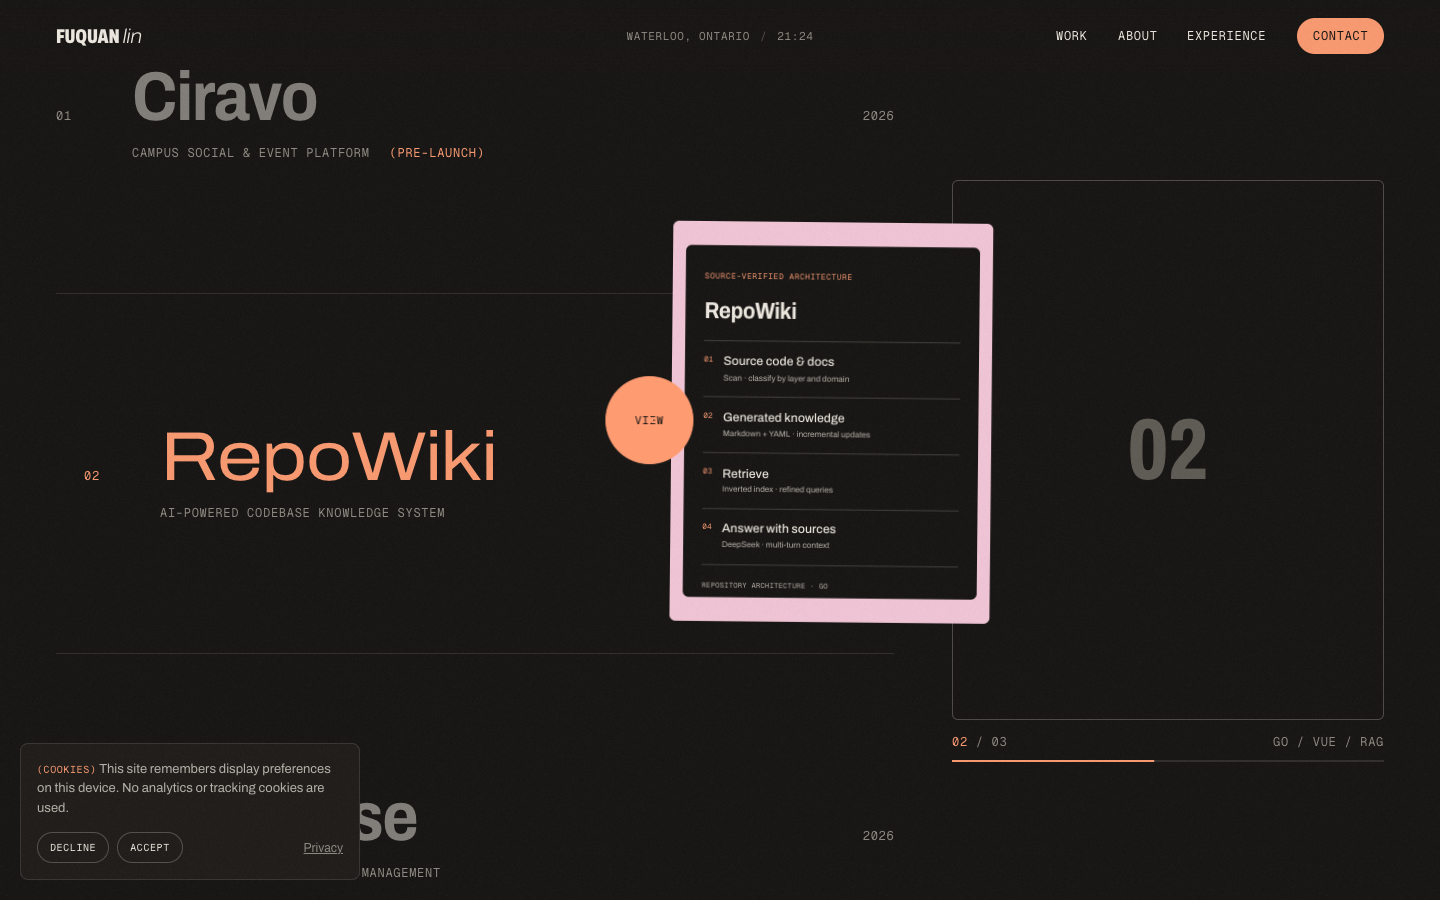 FUQUAN lin
WATERLOO, ONTARIO / 21:24
WORK
ABOUT
EXPERIENCE
CONTACT
01
Ciravo
2026
CAMPUS SOCIAL & EVENT PLATFORM (PRE-LAUNCH)
02
RepoWiki
AI-POWERED CODEBASE KNOWLEDGE SYSTEM
VIEW
SOURCE-VERIFIED ARCHITECTURE
RepoWiki
01 Source code & docs
Scan · classify by layer and domain
02 Generated knowledge
Markdown + YAML · incremental updates
03 Retrieve
Inverted index · refined queries
04 Answer with sources
DeepSeek · multi-turn context
REPOSITORY ARCHITECTURE · GO
02
02 / 03
GO / VUE / RAG
se
2026
MANAGEMENT
(COOKIES) This site remembers display preferences
on this device. No analytics or tracking cookies are
used.
DECLINE
ACCEPT
Privacy